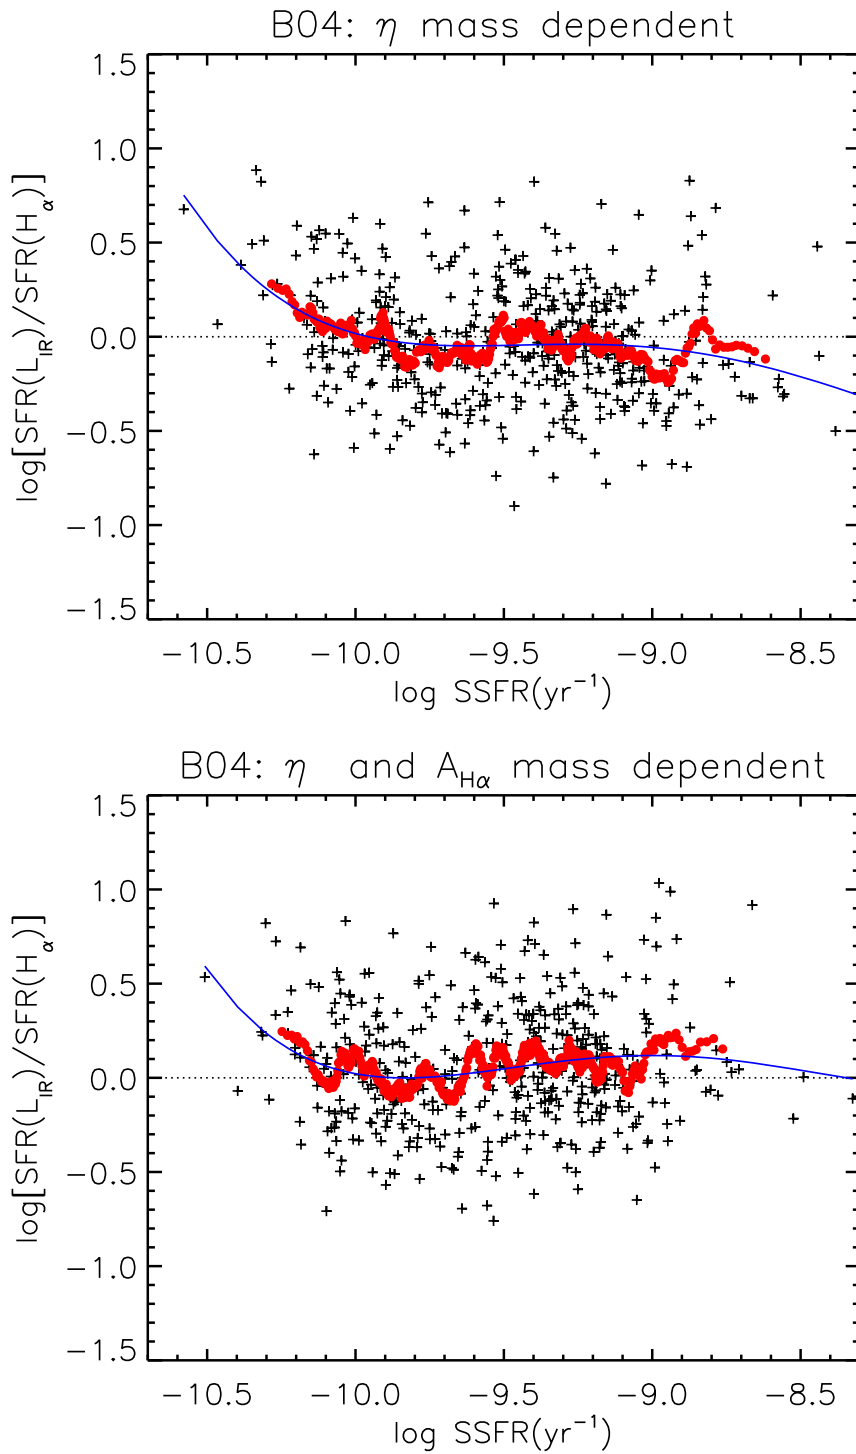 B04: η mass dependent
1.5
1.0
0.5
0.0
−0.5
−1.0
−1.5
log[SFR(L_IR)/SFR(H_α)]
−10.5 −10.0 −9.5 −9.0 −8.5
log SSFR(yr⁻¹)
B04: η and A_Hα mass dependent
1.5
1.0
0.5
0.0
−0.5
−1.0
−1.5
log[SFR(L_IR)/SFR(H_α)]
−10.5 −10.0 −9.5 −9.0 −8.5
log SSFR(yr⁻¹)